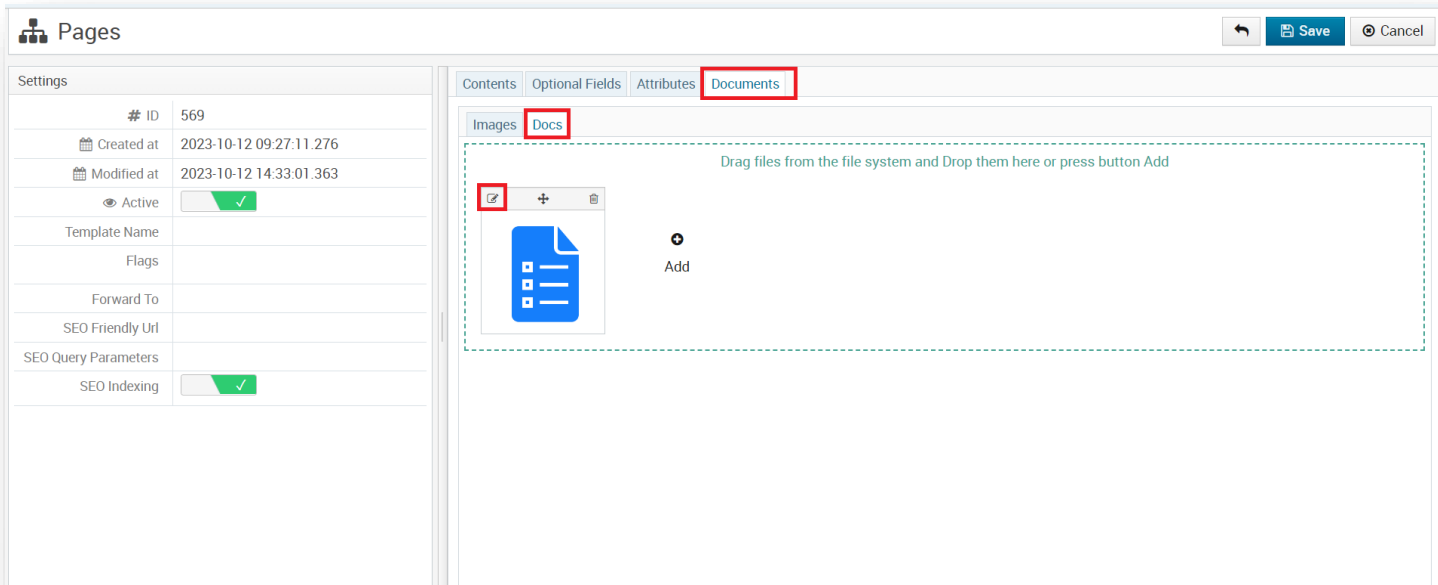 Pages
Save
Cancel
Settings
# ID 569
Created at 2023-10-12 09:27:11.276
Modified at 2023-10-12 14:33:01.363
Active
Template Name
Flags
Forward To
SEO Friendly Url
SEO Query Parameters
SEO Indexing
Contents Optional Fields Attributes Documents
Images Docs
Drag files from the file system and Drop them here or press button Add
Add